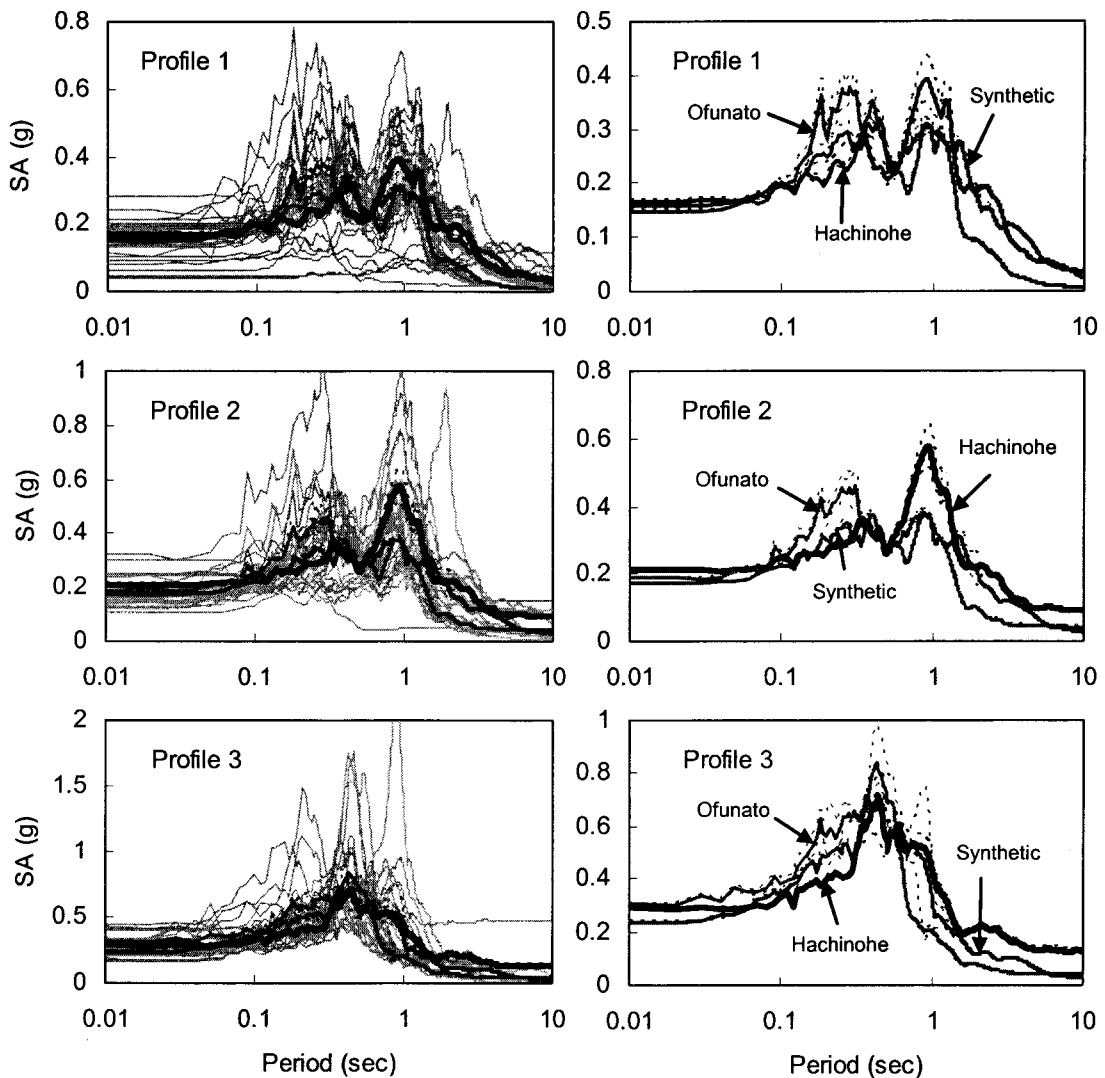 0.8
Profile 1
0.6
0.4
0.2
0
SA (g)
0.01 0.1 1 10
0.5
Profile 1
0.4
Synthetic
Ofunato
0.3
0.2
Hachinohe
0.1
0
0.01 0.1 1 10
1
Profile 2
0.8
0.6
0.4
0.2
0
SA (g)
0.01 0.1 1 10
0.8
Profile 2
0.6
Hachinohe
Ofunato
0.4
0.2
Synthetic
0
0.01 0.1 1 10
2
Profile 3
1.5
1
0.5
0
SA (g)
0.01 0.1 1 10
Period (sec)
1
Profile 3
0.8
Ofunato
0.6
Synthetic
0.4
Hachinohe
0.2
0
0.01 0.1 1 10
Period (sec)